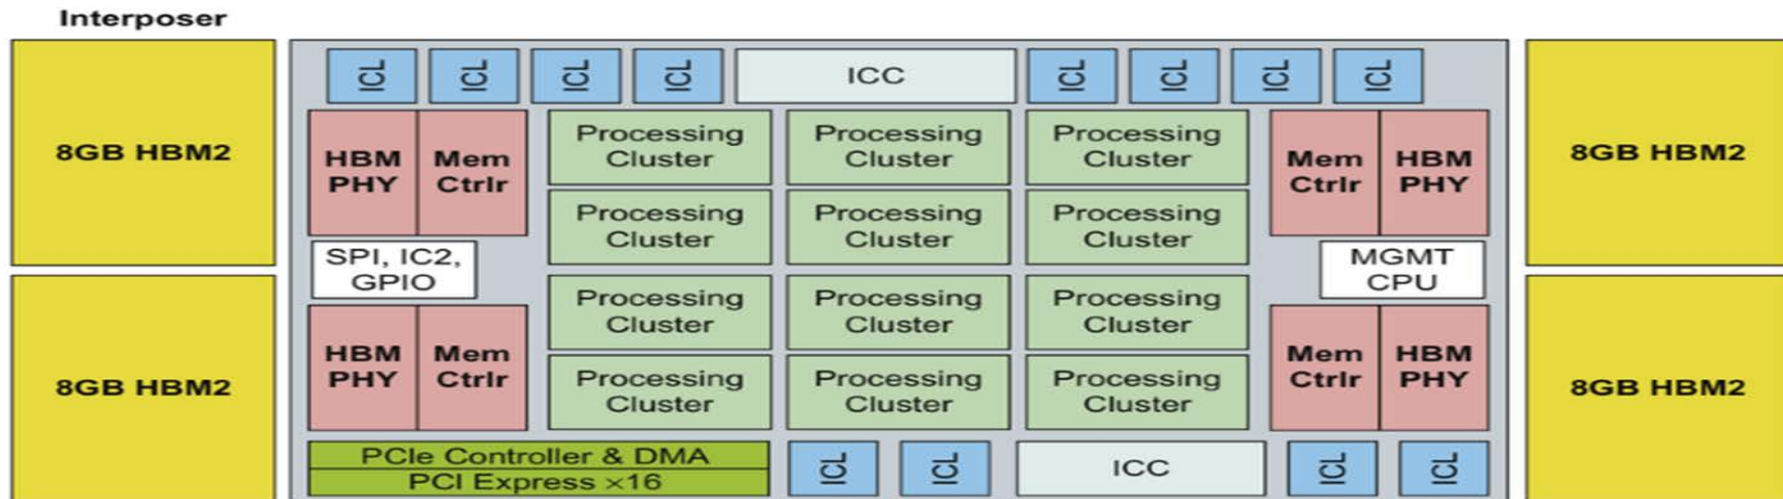 Interposer
ICL ICL ICL ICL ICC ICL ICL ICL ICL
8GB HBM2
HBM
PHY
Mem
Ctrlr
Processing
Cluster
Processing
Cluster
Processing
Cluster
Mem
Ctrlr
HBM
PHY
8GB HBM2
Processing
Cluster
Processing
Cluster
Processing
Cluster
SPI, IC2,
GPIO
MGMT
CPU
8GB HBM2
HBM
PHY
Mem
Ctrlr
Processing
Cluster
Processing
Cluster
Processing
Cluster
Mem
Ctrlr
HBM
PHY
8GB HBM2
Processing
Cluster
Processing
Cluster
Processing
Cluster
PCIe Controller & DMA
PCI Express ×16
ICL ICL ICC ICL ICL